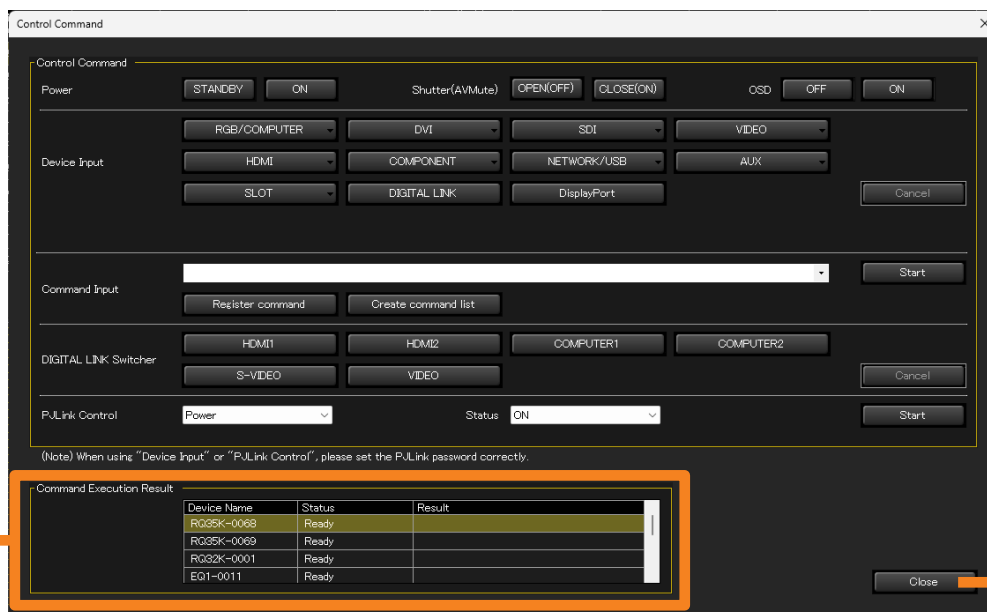 Control Command
Control Command
Power STANDBY ON Shutter(AVMute) OPEN(OFF) CLOSE(ON) OSD OFF ON
RGB/COMPUTER DVI SDI VIDEO
Device Input HDMI COMPONENT NETWORK/USB AUX
SLOT DIGITAL LINK DisplayPort Cancel
Command Input Start
Register command Create command list
DIGITAL LINK Switcher HDMI1 HDMI2 COMPUTER1 COMPUTER2
S-VIDEO VIDEO Cancel
PJLink Control Power Status ON Start
(Note) When using "Device Input" or "PJLink Control", please set the PJLink password correctly.
Command Execution Result
Device Name Status Result
RQ35K-0068 Ready
RQ35K-0069 Ready
RQ32K-0001 Ready
EQ1-0011 Ready
Close